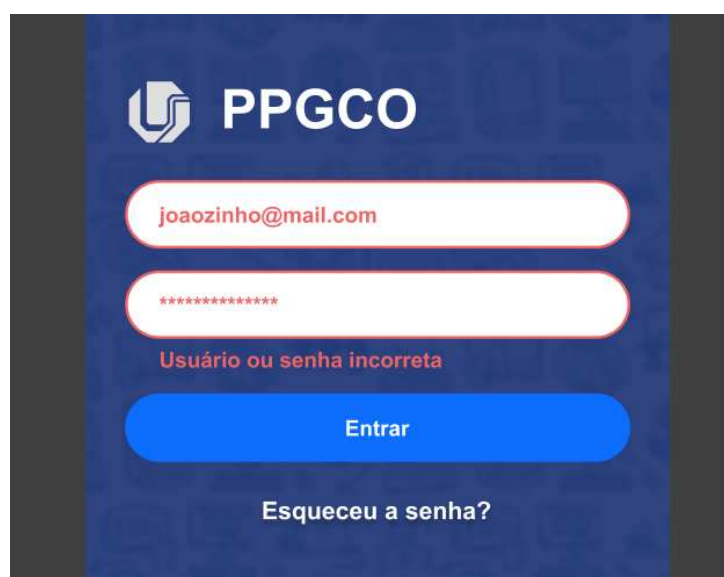 PPGCO
joaozinho@mail.com
**************
Usuário ou senha incorreta
Entrar
Esqueceu a senha?